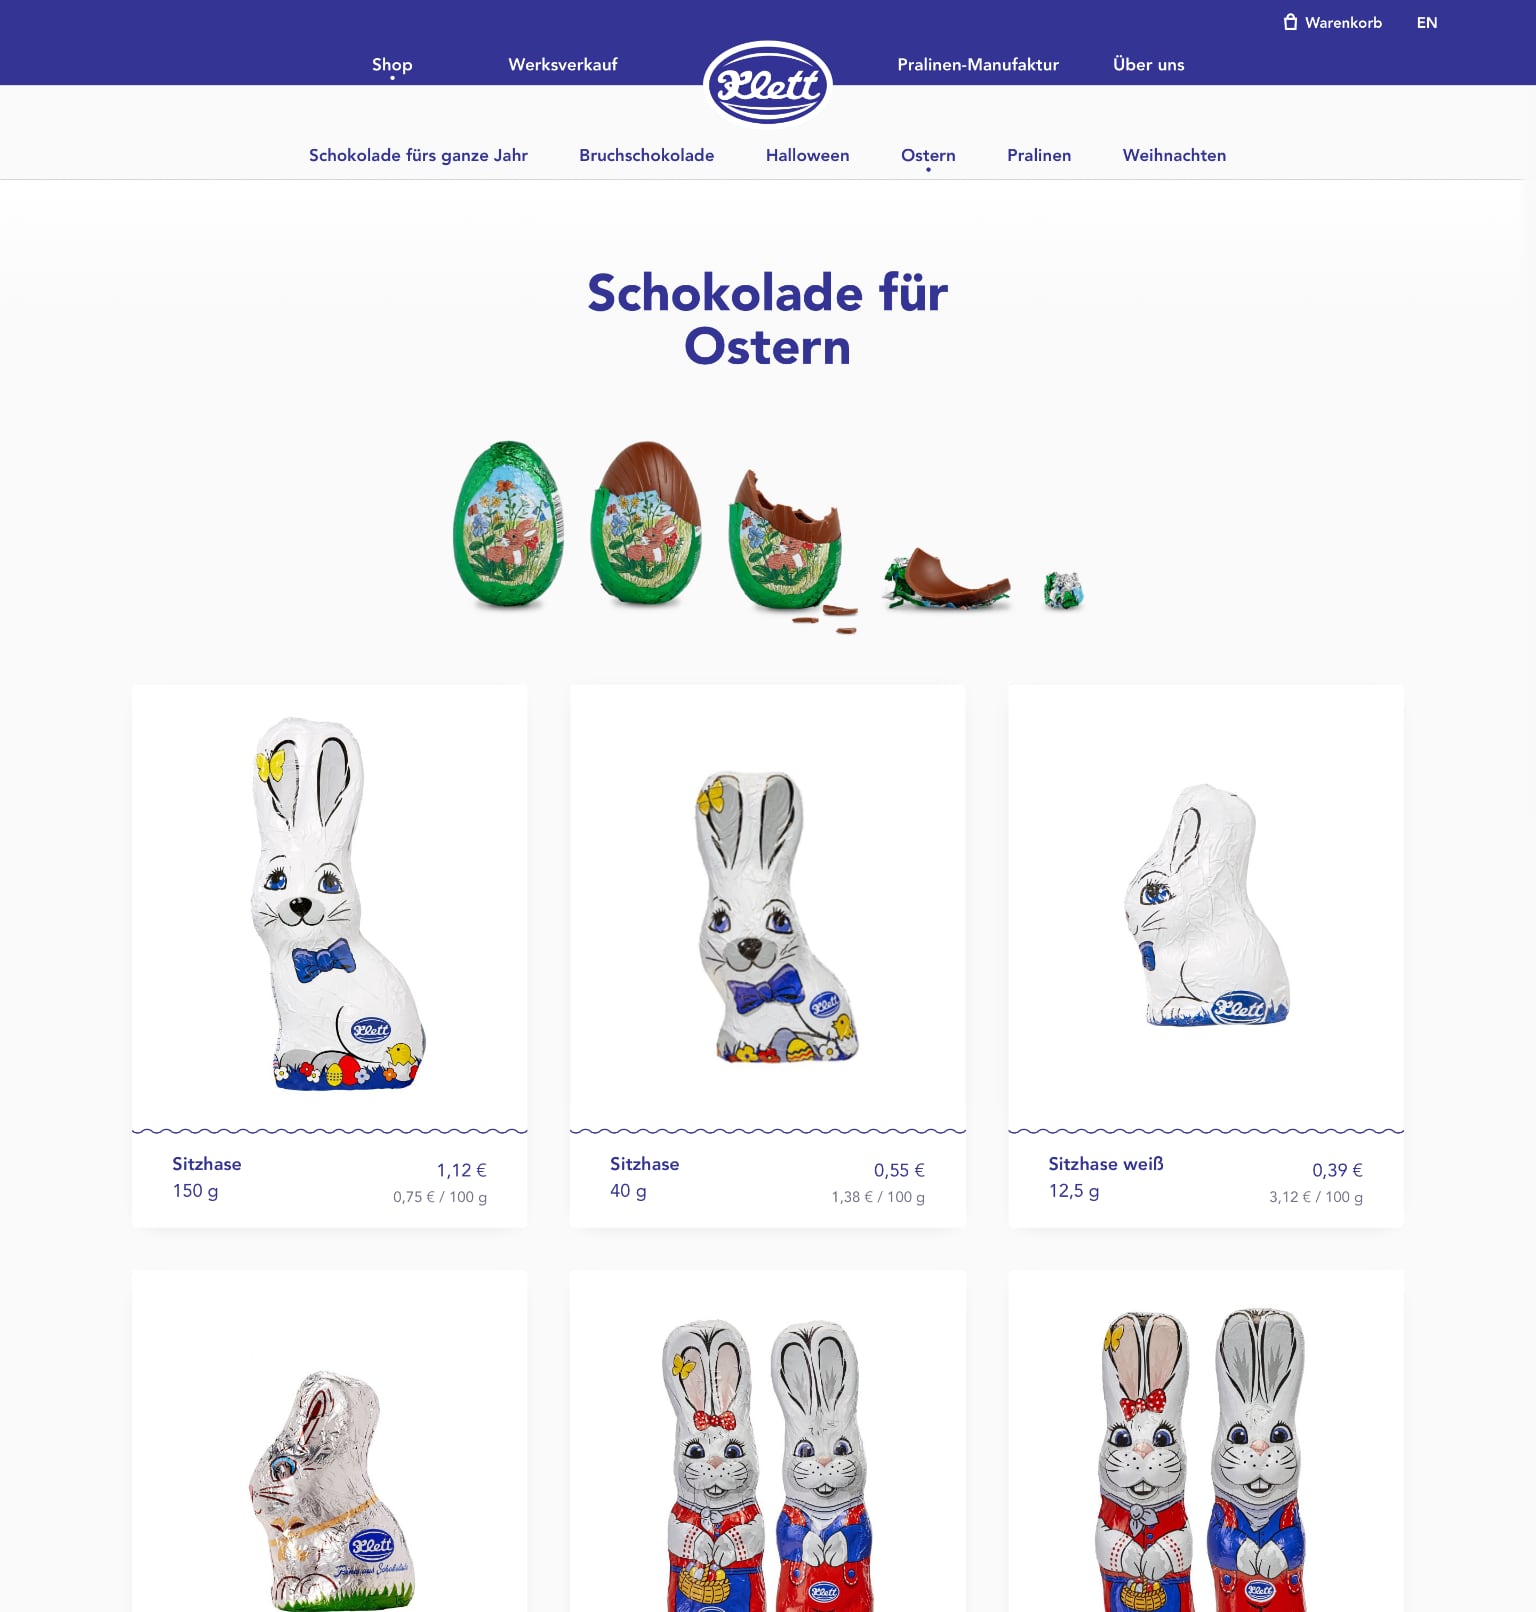 Warenkorb
EN
Shop
Werksverkauf
Klett
Pralinen-Manufaktur
Über uns
Schokolade fürs ganze Jahr
Bruchschokolade
Halloween
Ostern
Pralinen
Weihnachten
Schokolade für
Ostern
Klett
Klett
Klett
Sitzhase
1,12 €
150 g
0,75 € / 100 g
Sitzhase
0,55 €
40 g
1,38 € / 100 g
Sitzhase weiß
0,39 €
12,5 g
3,12 € / 100 g
Klett
Feines aus Schokolade
Klett
Klett